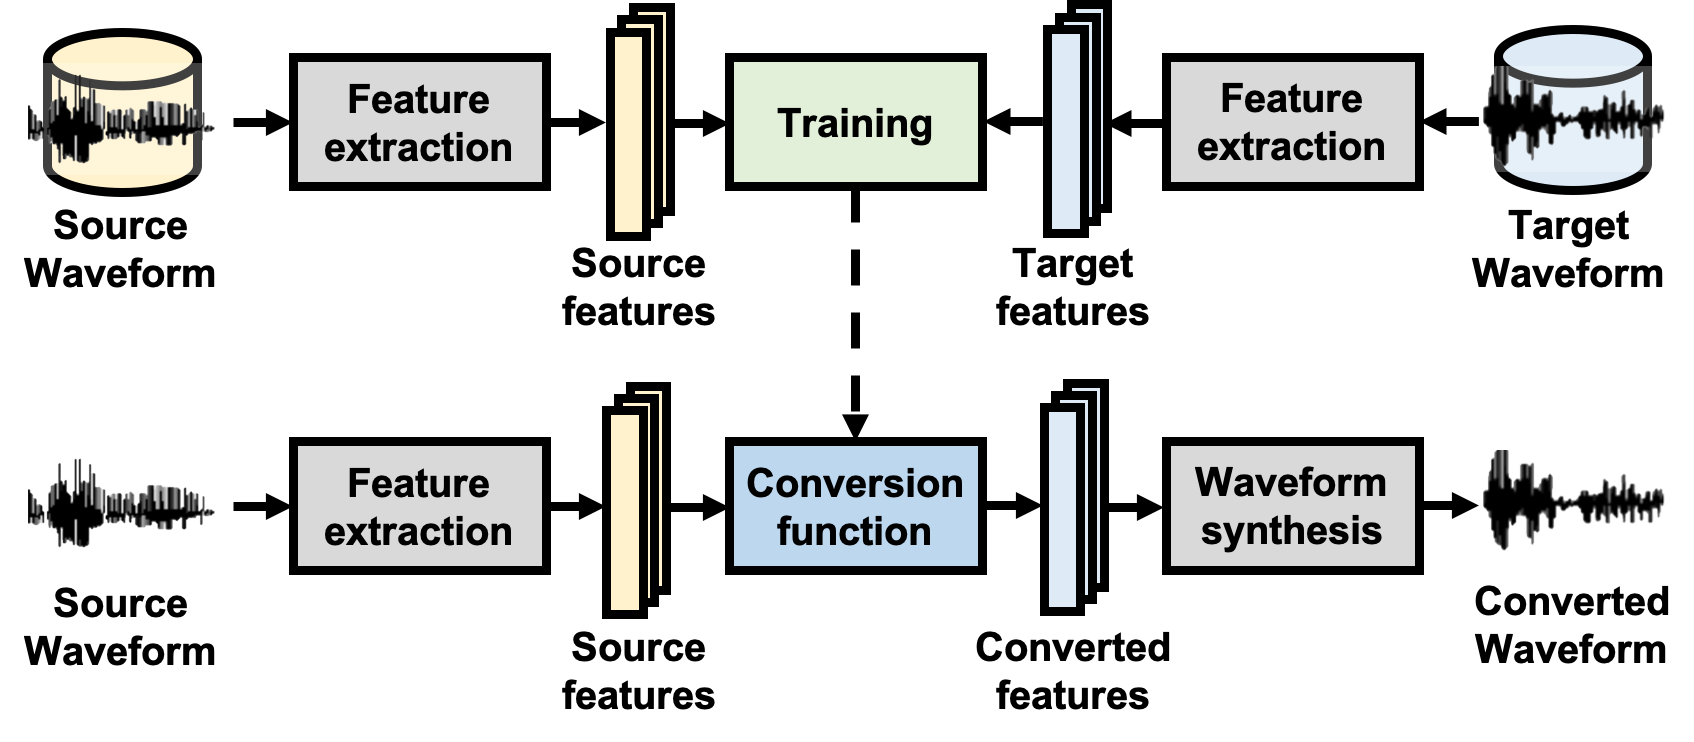 Feature
extraction
Training
Feature
extraction
Source
Waveform
Source
features
Target
features
Target
Waveform
Feature
extraction
Conversion
function
Waveform
synthesis
Source
Waveform
Source
features
Converted
features
Converted
Waveform